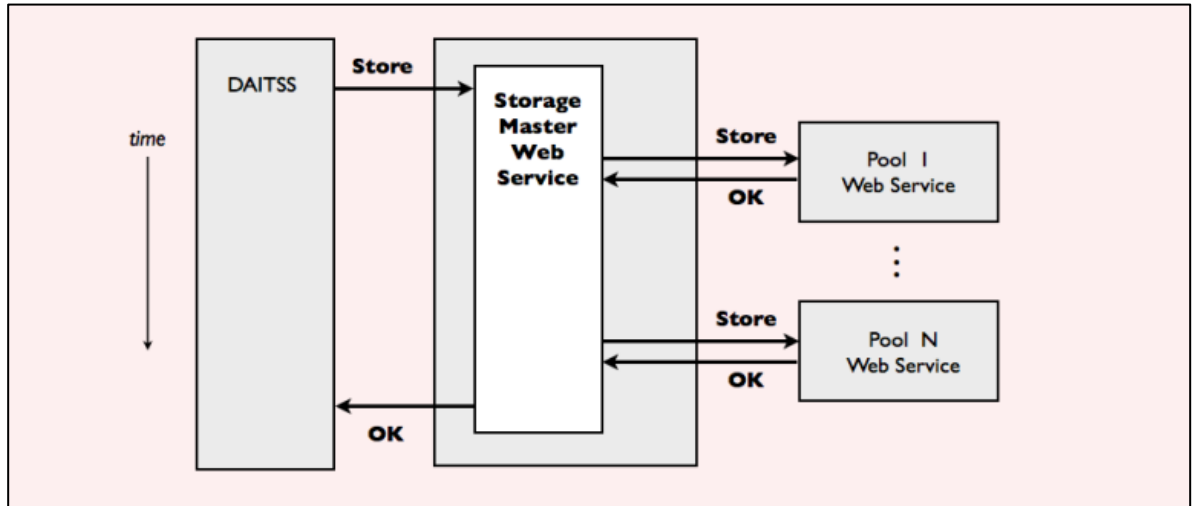 DAITSS
Store
time
Storage
Master
Web
Service
Store
OK
Pool 1
Web Service
Store
OK
Pool N
Web Service
OK